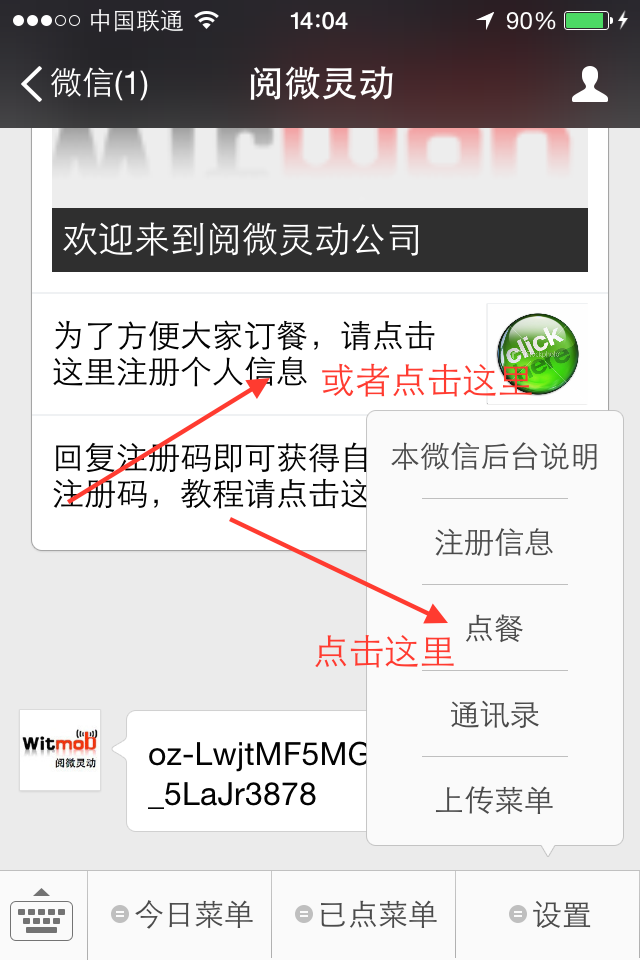 中国联通
14:04
90%
微信(1)
阅微灵动
Witmob
欢迎来到阅微灵动公司
为了方便大家订餐，请点击
这里注册个人信息
click
here
或者点击这里
回复注册码即可获得自
注册码，教程请点击这
本微信后台说明
注册信息
点餐
点击这里
通讯录
上传菜单
Witmob
阅微灵动
oz-LwjtMF5MG
_5LaJr3878
今日菜单
已点菜单
设置